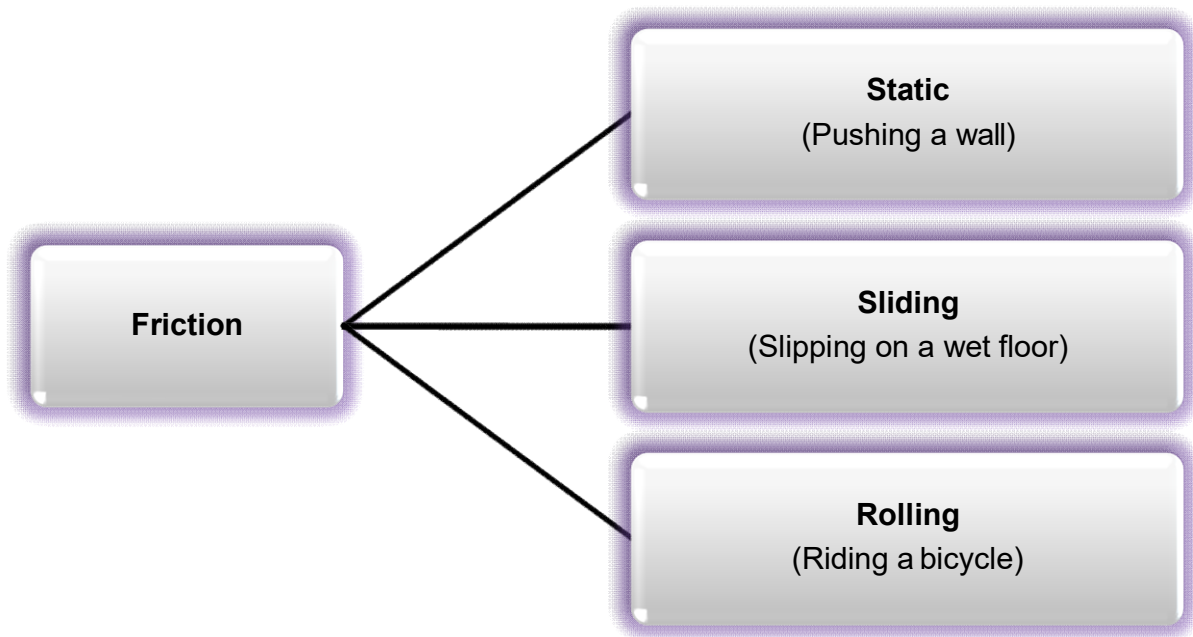 Friction
Static
(Pushing a wall)
Sliding
(Slipping on a wet floor)
Rolling
(Riding a bicycle)